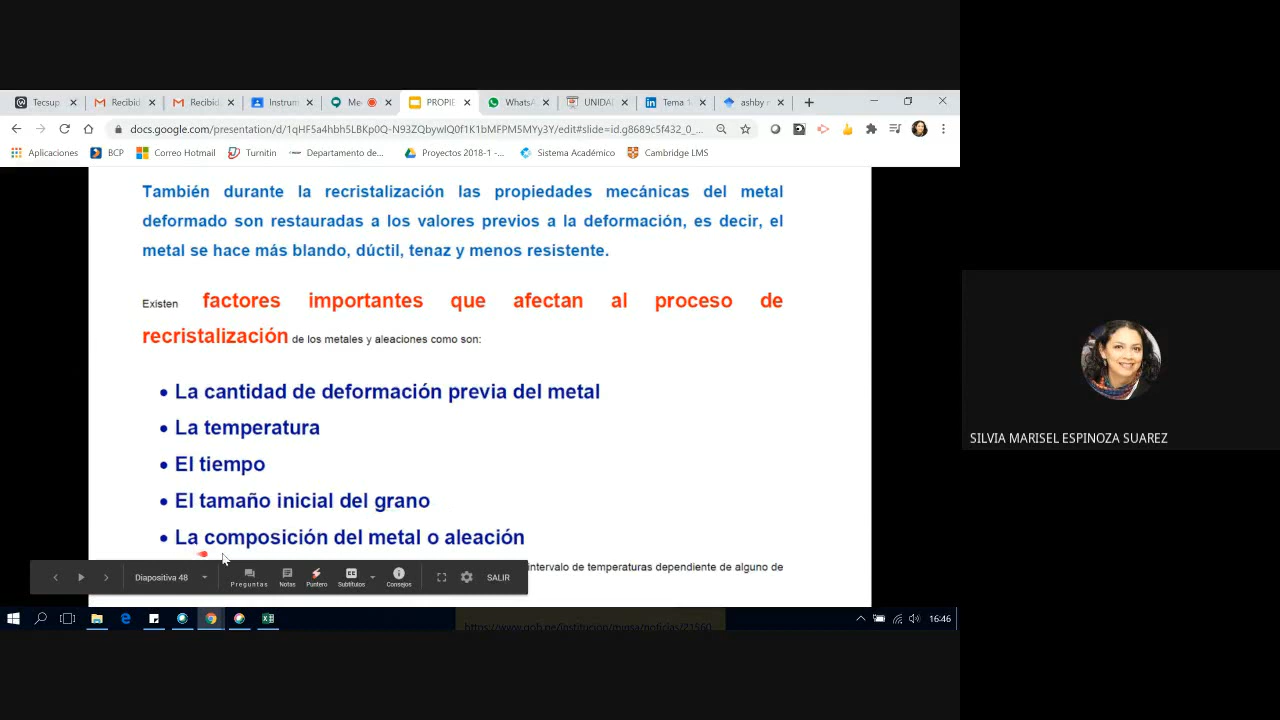 Tecsup
Recibid
Recibid
Instrum
Me
PROPIE
WhatsA
UNIDA
Tema 1
ashby
docs.google.com/presentation/d/1qHF5a4hbh5LBKp0Q-N93ZQbywlQ0f1K1bMFPM5MYy3Y/edit#slide=id.g8689c5f432_0_...
Aplicaciones
BCP
Correo Hotmail
Turnitin
Departamento de...
Proyectos 2018-1 -...
Sistema Académico
Cambridge LMS
También durante la recristalización las propiedades mecánicas del metal
deformado son restauradas a los valores previos a la deformación, es decir, el
metal se hace más blando, dúctil, tenaz y menos resistente.
Existen factores importantes que afectan al proceso de
recristalización de los metales y aleaciones como son:
• La cantidad de deformación previa del metal
• La temperatura
• El tiempo
• El tamaño inicial del grano
• La composición del metal o aleación
intervalo de temperaturas dependiente de alguno de
Diapositiva 48
Preguntas
Notas
Puntero
Subtítulos
Consejos
SALIR
16:46
SILVIA MARISEL ESPINOZA SUAREZ